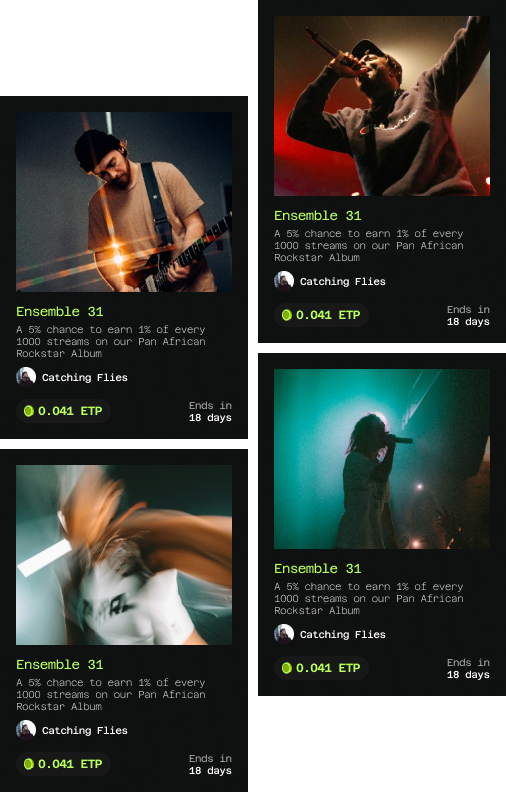 Ensemble 31
A 5% chance to earn 1% of every
1000 streams on our Pan African
Rockstar Album
Catching Flies
0.041 ETP
Ends in
18 days
Ensemble 31
A 5% chance to earn 1% of every
1000 streams on our Pan African
Rockstar Album
Catching Flies
0.041 ETP
Ends in
18 days
Ensemble 31
A 5% chance to earn 1% of every
1000 streams on our Pan African
Rockstar Album
Catching Flies
0.041 ETP
Ends in
18 days
Ensemble 31
A 5% chance to earn 1% of every
1000 streams on our Pan African
Rockstar Album
Catching Flies
0.041 ETP
Ends in
18 days